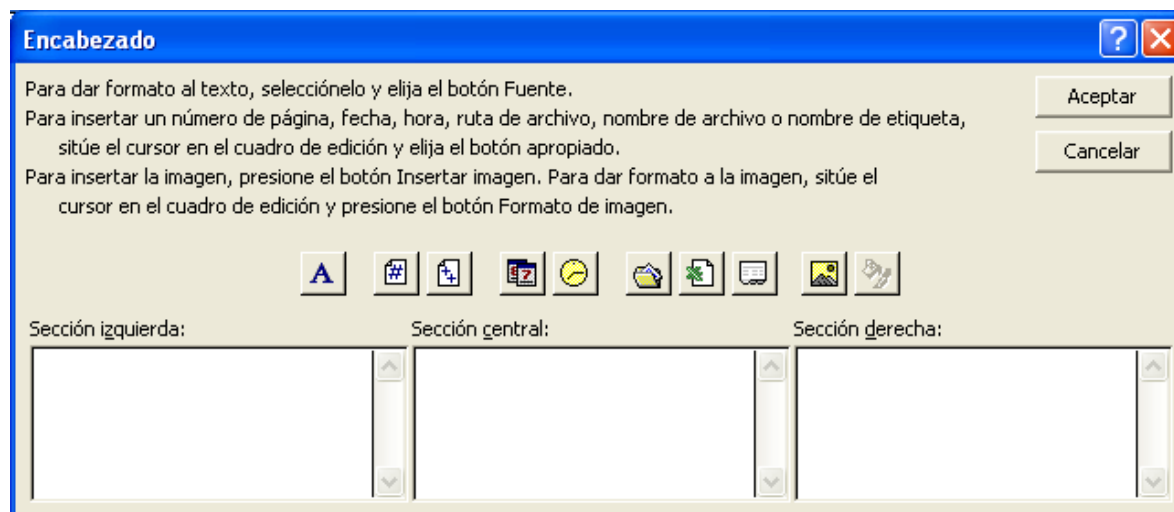 Encabezado
Para dar formato al texto, selecciónelo y elija el botón Fuente.
Para insertar un número de página, fecha, hora, ruta de archivo, nombre de archivo o nombre de etiqueta,
sitúe el cursor en el cuadro de edición y elija el botón apropiado.
Para insertar la imagen, presione el botón Insertar imagen. Para dar formato a la imagen, sitúe el
cursor en el cuadro de edición y presione el botón Formato de imagen.
Aceptar
Cancelar
Sección izquierda:
Sección central:
Sección derecha: